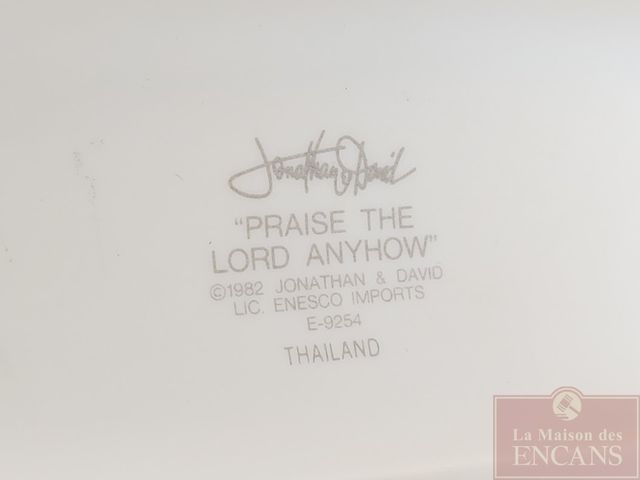 Jonathan & David
“PRAISE THE
LORD ANYHOW”
©1982 JONATHAN & DAVID
LIC. ENESCO IMPORTS
E-9254
THAILAND
La Maison des
ENCANS